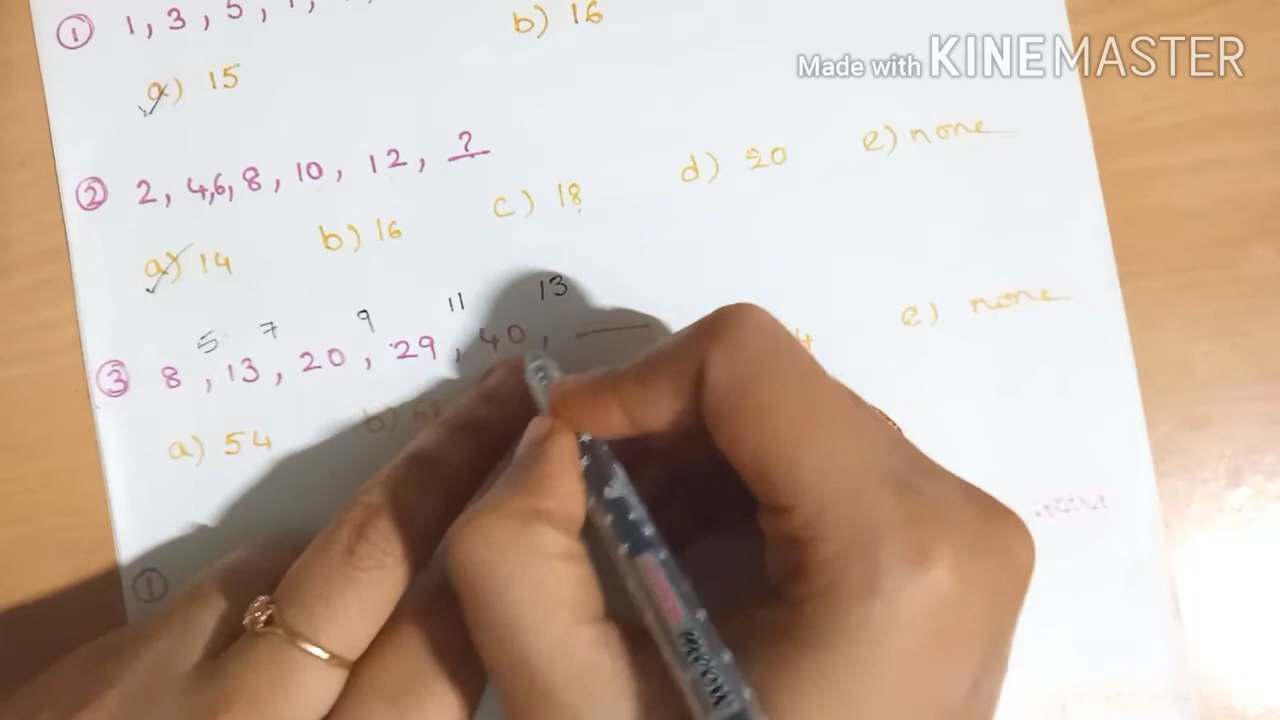 ① 1, 3, 5,
b) 16
Made with KINEMASTER
a) 15
② 2, 4, 6, 8, 10, 12, ?
a) 14 b) 16 c) 18 d) 20 e) none
5 7 9 11 13
③ 8, 13, 20, 29, 40, ___
a) 54 b) e) none
①